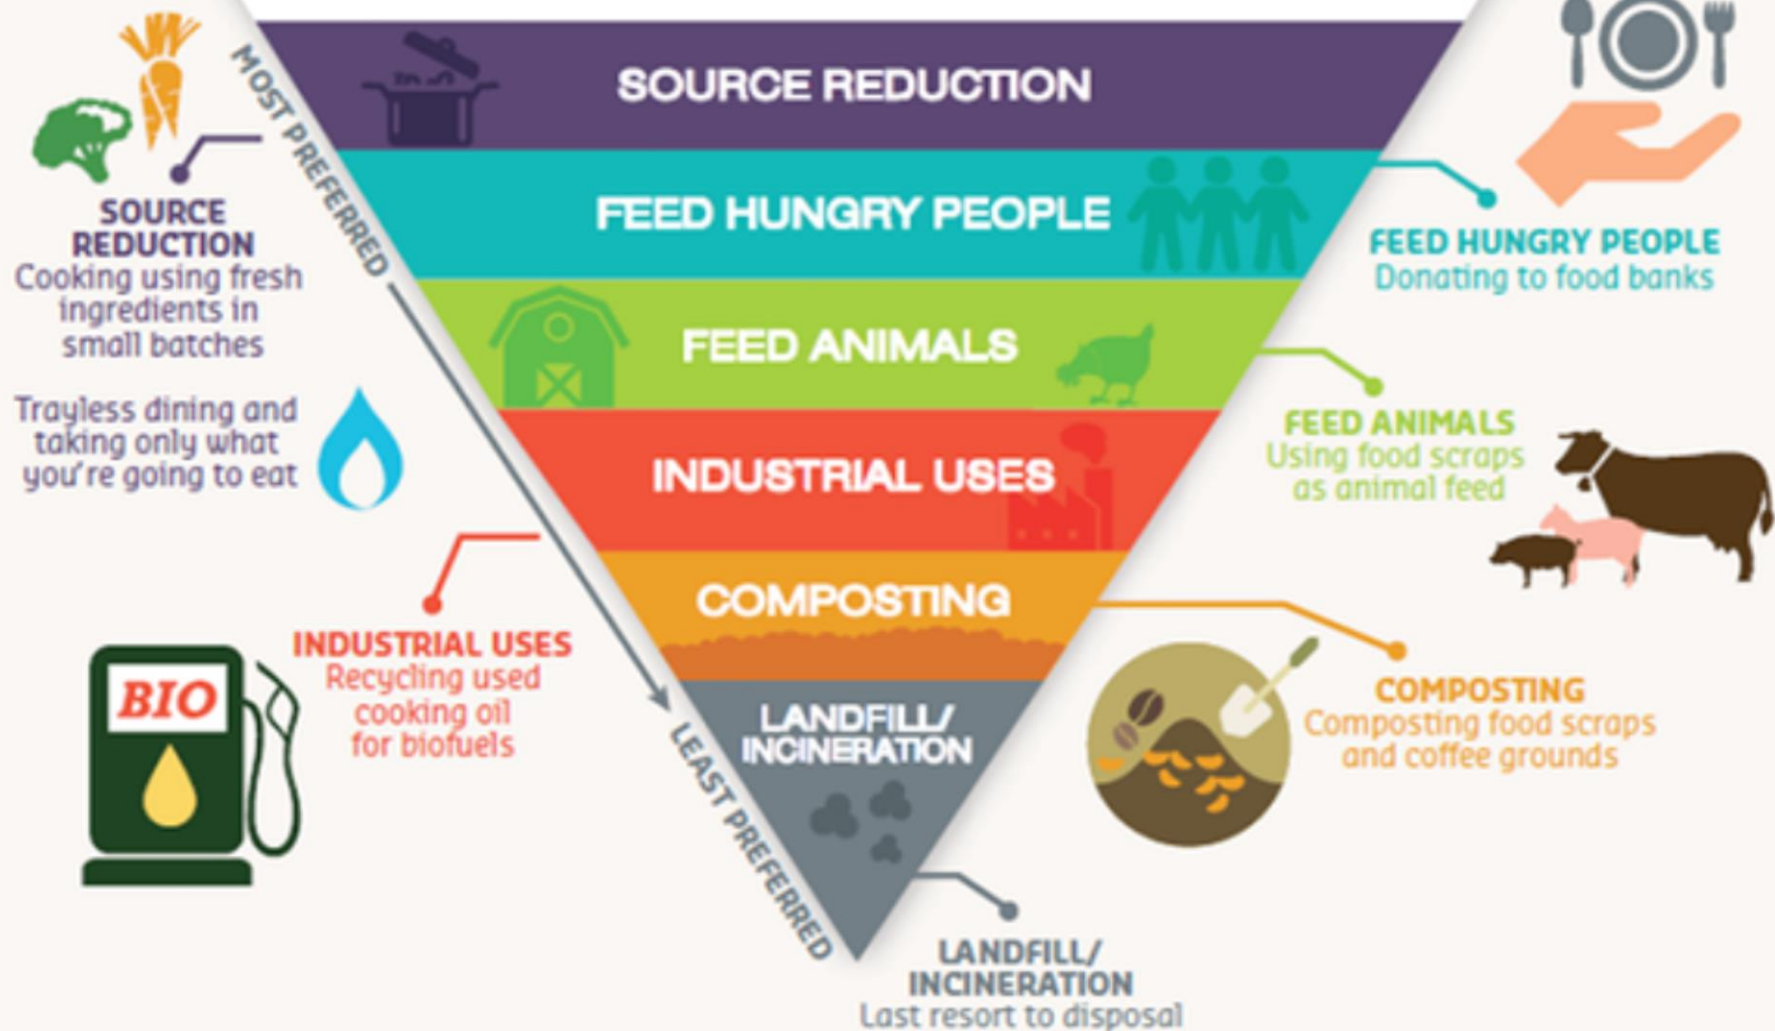 MOST PREFERRED
SOURCE REDUCTION
FEED HUNGRY PEOPLE
FEED ANIMALS
INDUSTRIAL USES
COMPOSTING
LANDFILL/
INCINERATION
LEAST PREFERRED
SOURCE
REDUCTION
Cooking using fresh
ingredients in
small batches
Trayless dining and
taking only what
you're going to eat
FEED HUNGRY PEOPLE
Donating to food banks
FEED ANIMALS
Using food scraps
as animal feed
INDUSTRIAL USES
Recycling used
cooking oil
for biofuels
BIO
COMPOSTING
Composting food scraps
and coffee grounds
LANDFILL/
INCINERATION
Last resort to disposal